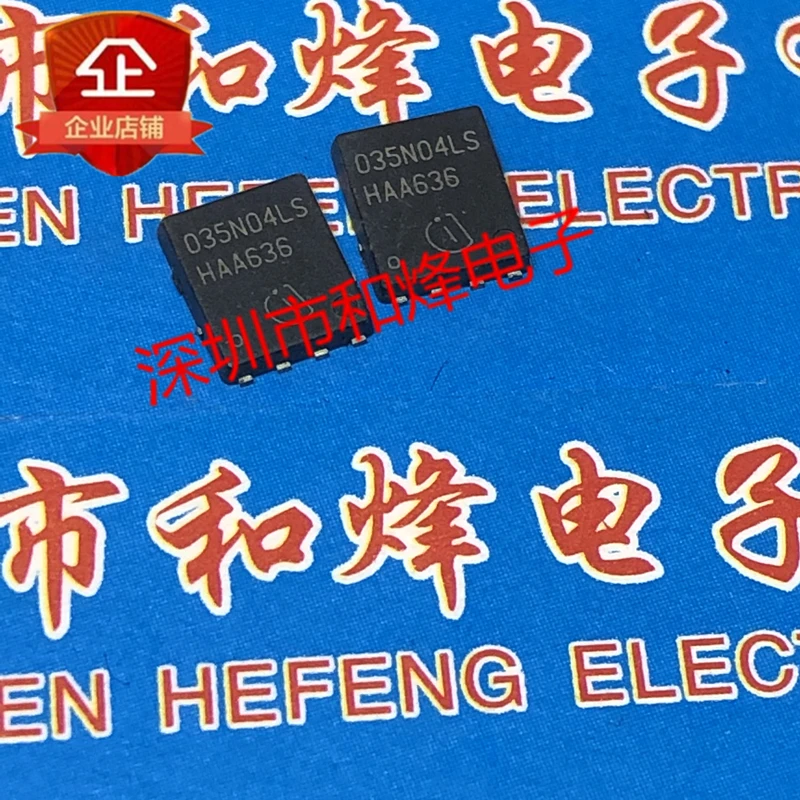 市和烽电子
企
企业店铺
EN HEFENG ELECTR
035N04LS
HAA636
035N04LS
HAA636
深圳市和烽电子
市和烽电子
EN HEFENG ELECT